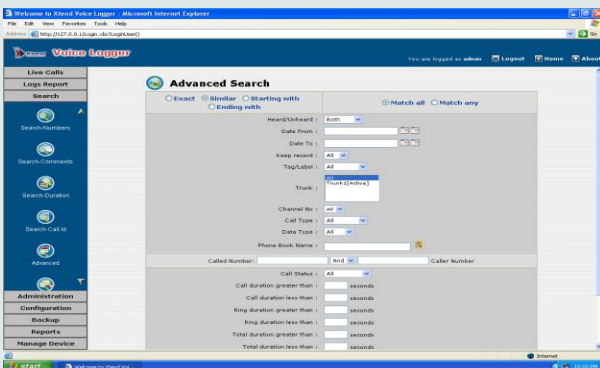 Welcome to Xtend Voice Logger - Microsoft Internet Explorer
File Edit View Favorites Tools Help
Address http://127.0.0.1/Login.vbc?LoginUser()
Go
Xtend Voice Logger
You are logged as admin Logout Home About
Live Calls
Logs Report
Search
Search-Numbers
Search-Comments
Search-Duration
Search-Call Id
Advanced
Administration
Configuration
Backup
Reports
Manage Device
Advanced Search
Exact Similar Starting with
Ending with
Match all Match any
Heard/Unheard : Both
Date From :
Date To :
Keep record : All
Tag/Label : All
Trunk : All
Trunk1[Active]
Channel No : All
Call Type : All
Data Type : All
Phone Book Name :
Called Number: And Caller Number
Call Status : All
Call duration greater than : seconds
Call duration less than : seconds
Ring duration greater than : seconds
Ring duration less than : seconds
Total duration greater than : seconds
Total duration less than : seconds
Internet
start Welcome to Xtend Voi...